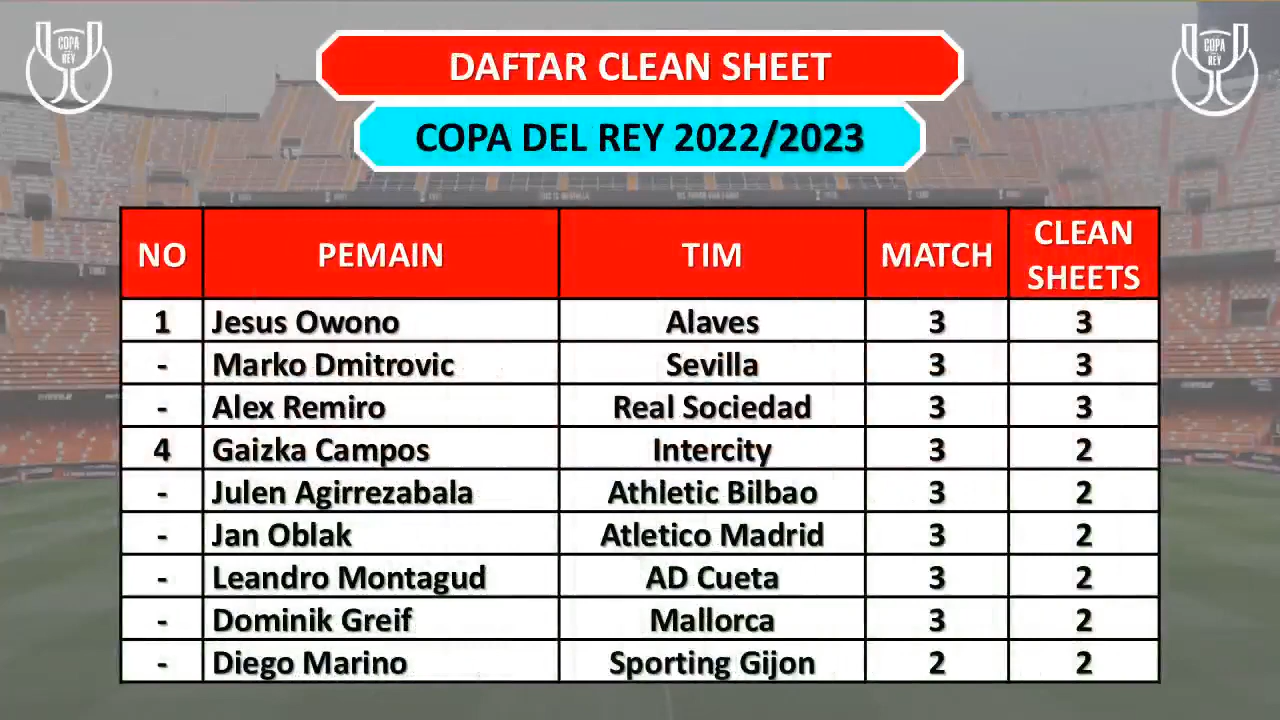 COPA
REY
COPA
REY
DAFTAR CLEAN SHEET
COPA DEL REY 2022/2023
NO PEMAIN TIM MATCH CLEAN SHEETS
1 Jesus Owono Alaves 3 3
- Marko Dmitrovic Sevilla 3 3
- Alex Remiro Real Sociedad 3 3
4 Gaizka Campos Intercity 3 2
- Julen Agirrezabala Athletic Bilbao 3 2
- Jan Oblak Atletico Madrid 3 2
- Leandro Montagud AD Cueta 3 2
- Dominik Greif Mallorca 3 2
- Diego Marino Sporting Gijon 2 2